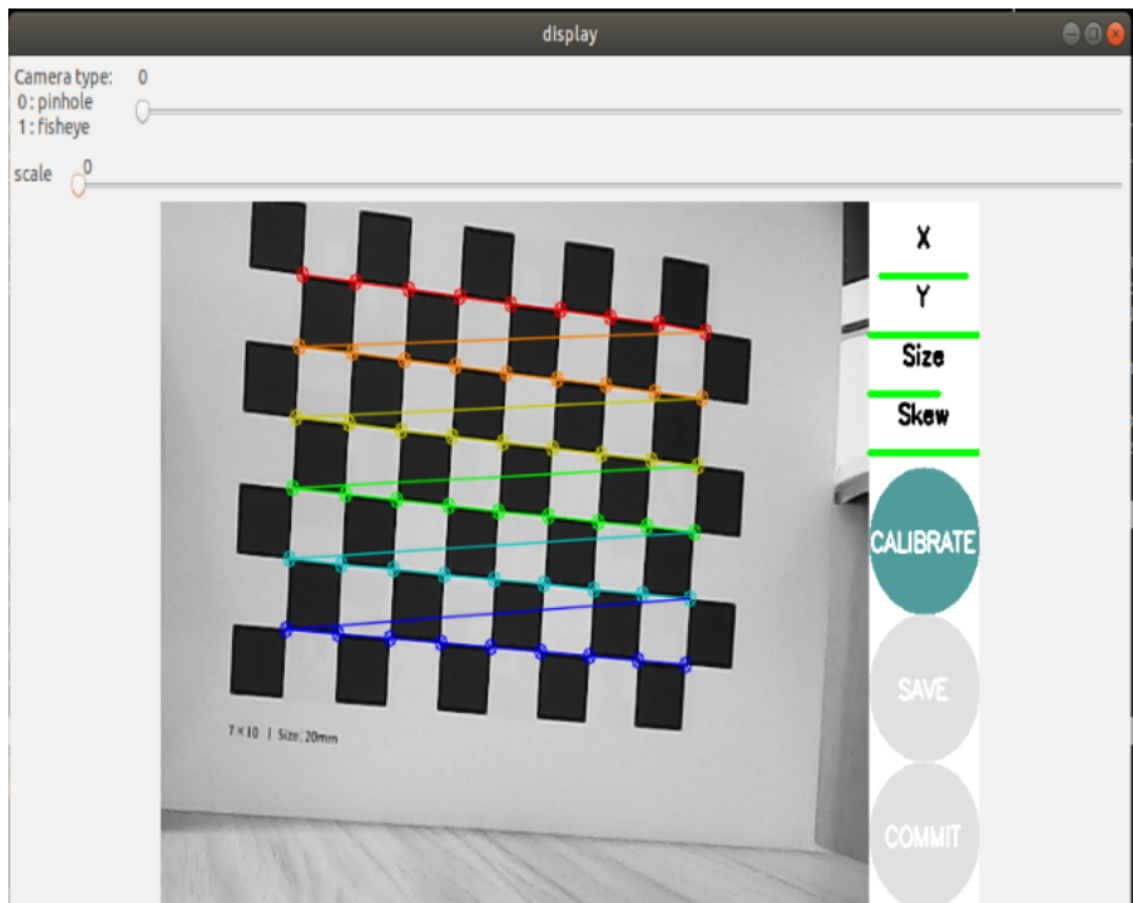 display
Camera type: 0
0 : pinhole
1 : fisheye
scale 0
X
Y
Size
Skew
CALIBRATE
SAVE
COMMIT
7×10 | Size:20mm